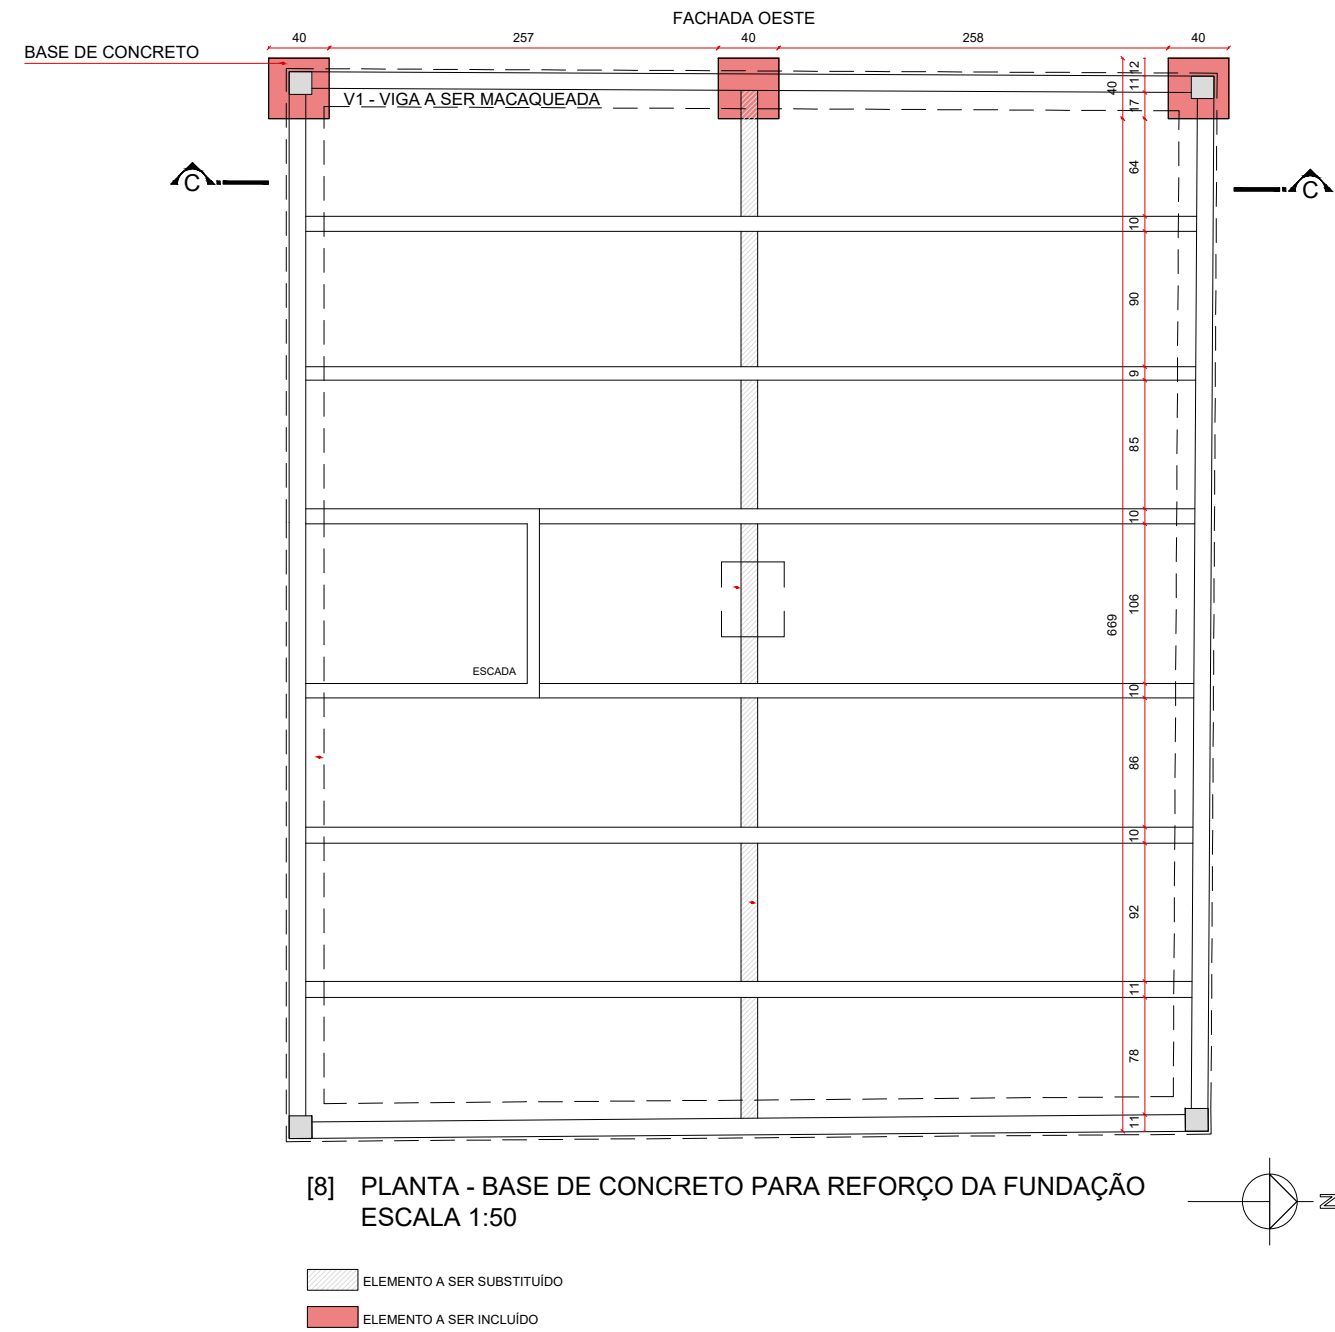 FACHADA OESTE
40 257 40 258 40
BASE DE CONCRETO
V1 - VIGA A SER MACAQUEADA
12
11
40
17
C
C
64
10
90
9
85
10
106
669
ESCADA
10
86
10
92
11
78
11
[8] PLANTA - BASE DE CONCRETO PARA REFORÇO DA FUNDAÇÃO
ESCALA 1:50
N
ELEMENTO A SER SUBSTITUÍDO
ELEMENTO A SER INCLUÍDO